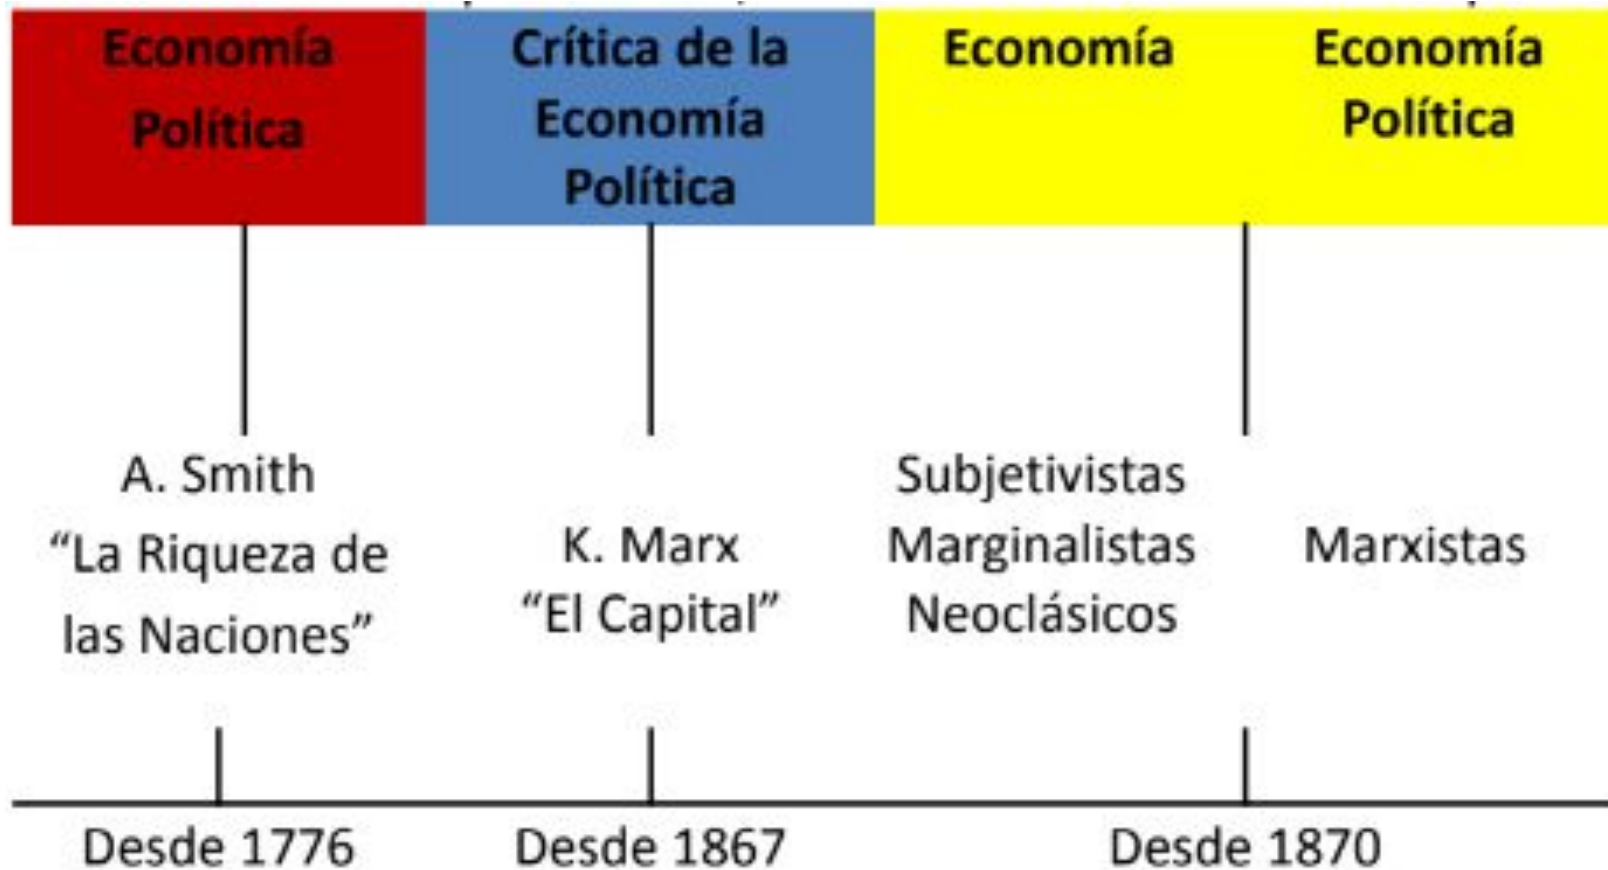 Economía
Política
Crítica de la
Economía
Política
Economía
Economía
Política
A. Smith
“La Riqueza de
las Naciones”
K. Marx
“El Capital”
Subjetivistas
Marginalistas
Neoclásicos
Marxistas
Desde 1776
Desde 1867
Desde 1870